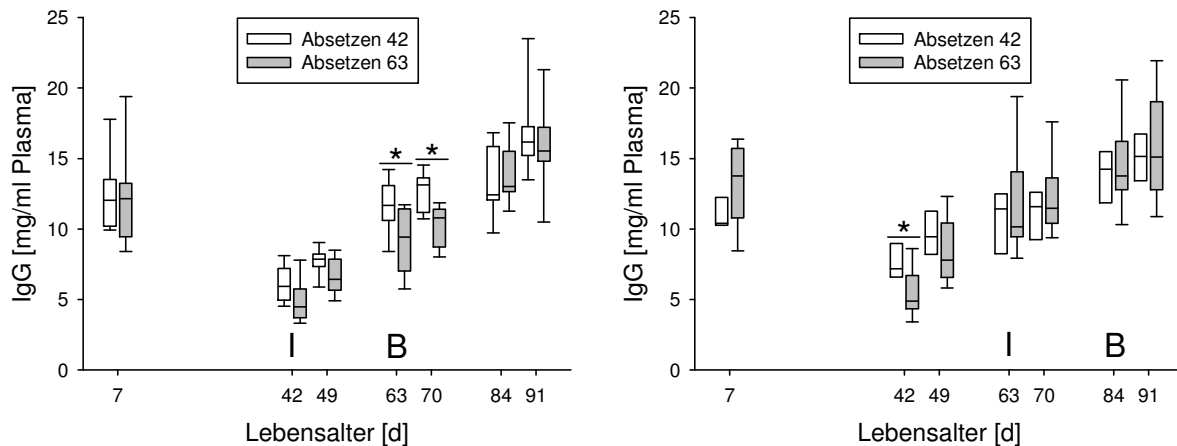 25
20
15
10
5
0
IgG [mg/ml Plasma]
Absetzen 42
Absetzen 63
*
*
I
B
7
42
49
63
70
84
91
Lebensalter [d]
25
20
15
10
5
0
IgG [mg/ml Plasma]
Absetzen 42
Absetzen 63
*
I
B
7
42
49
63
70
84
91
Lebensalter [d]